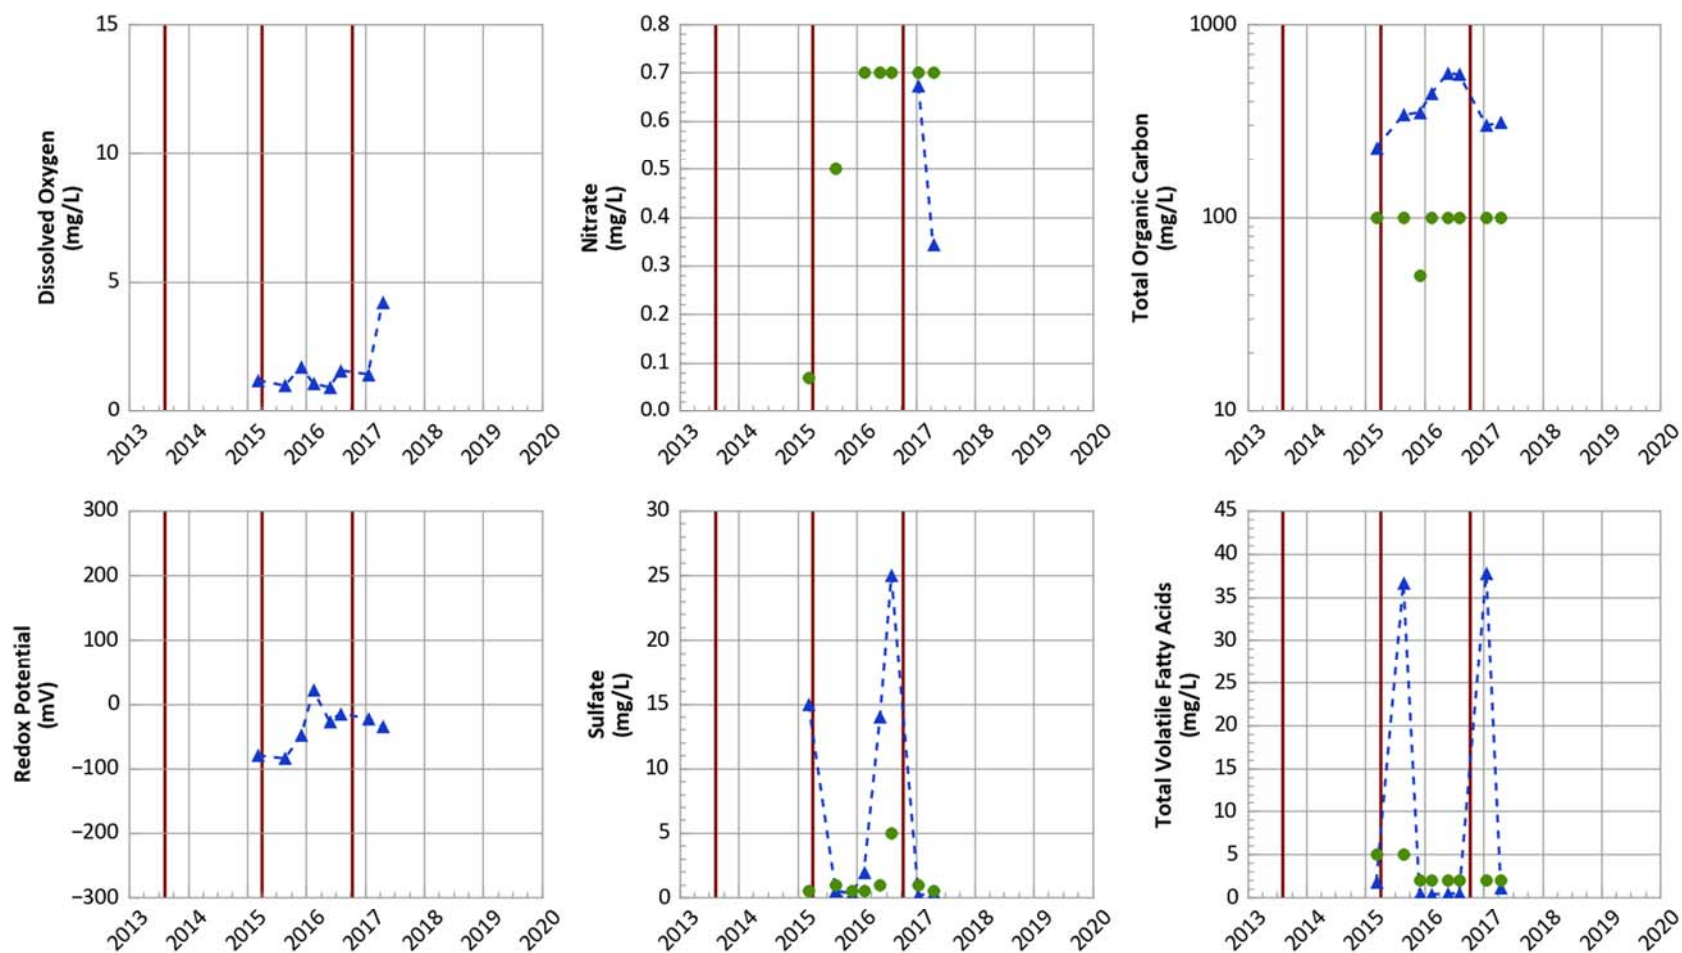 Dissolved Oxygen
(mg/L)
15
10
5
0
2013 2014 2015 2016 2017 2018 2019 2020
Nitrate
(mg/L)
0.8
0.7
0.6
0.5
0.4
0.3
0.2
0.1
0.0
2013 2014 2015 2016 2017 2018 2019 2020
Total Organic Carbon
(mg/L)
1000
100
10
2013 2014 2015 2016 2017 2018 2019 2020
Redox Potential
(mV)
300
200
100
0
−100
−200
−300
2013 2014 2015 2016 2017 2018 2019 2020
Sulfate
(mg/L)
30
25
20
15
10
5
0
2013 2014 2015 2016 2017 2018 2019 2020
Total Volatile Fatty Acids
(mg/L)
45
40
35
30
25
20
15
10
5
0
2013 2014 2015 2016 2017 2018 2019 2020